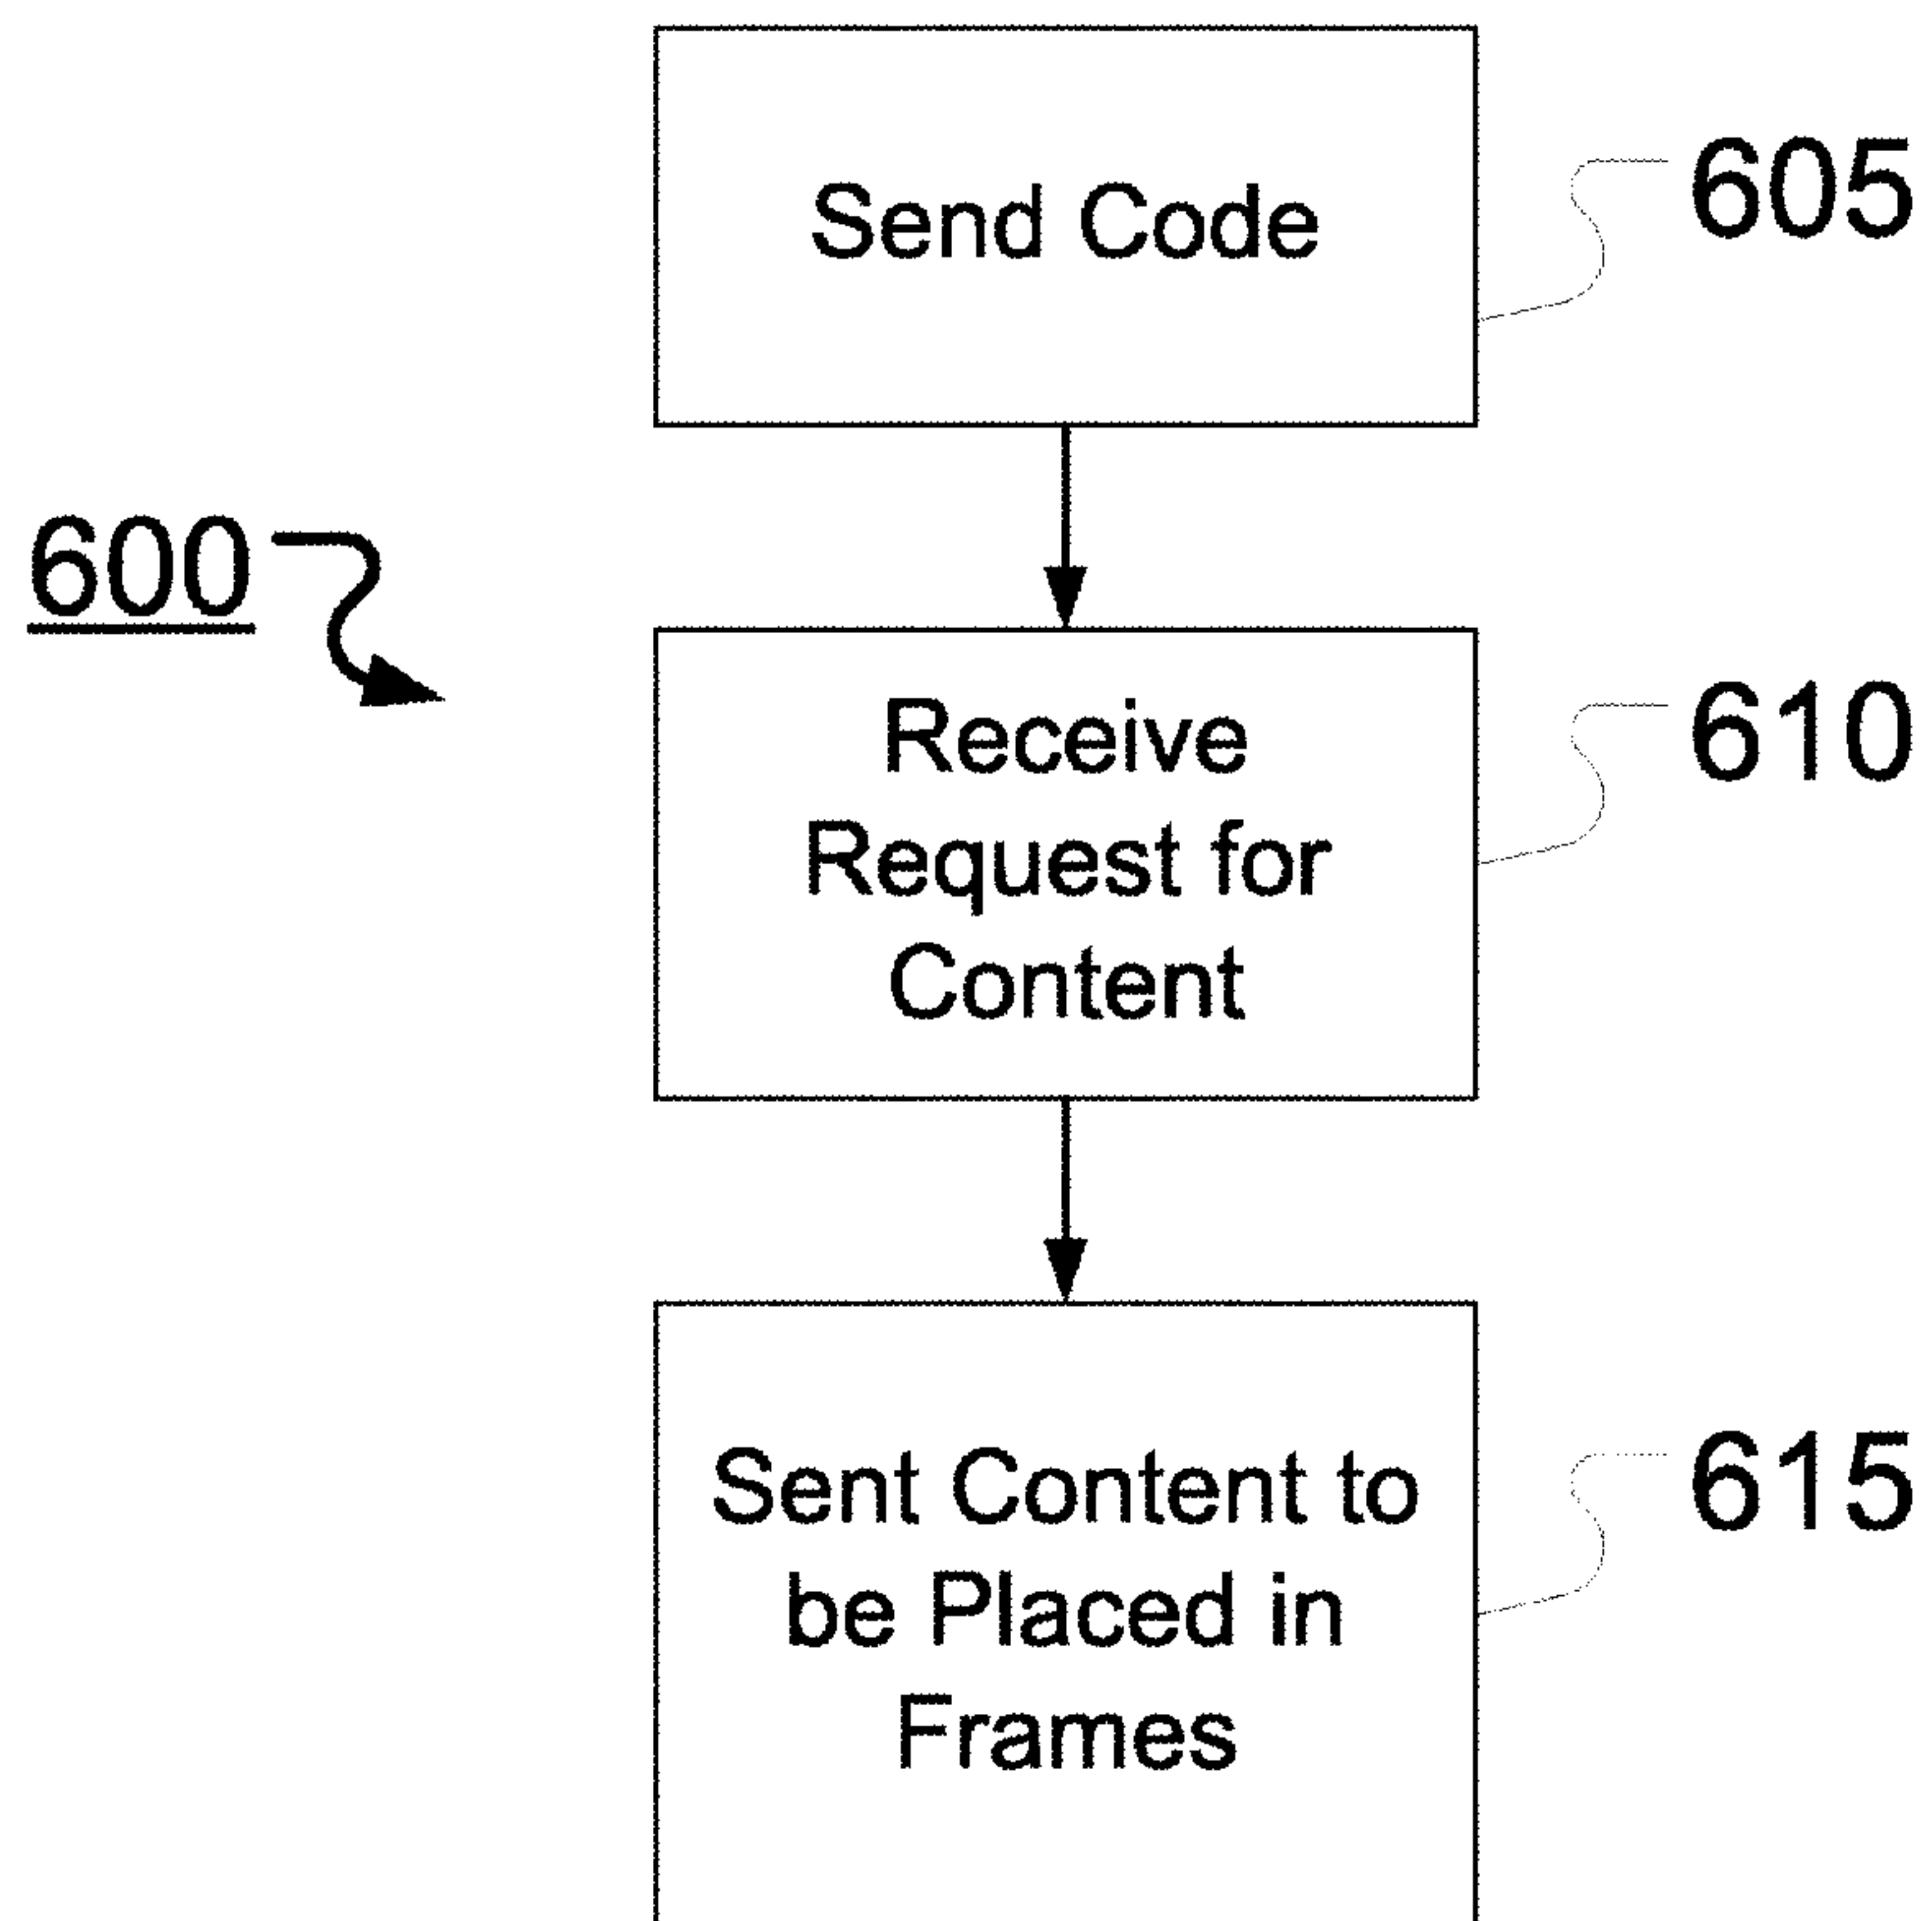 Send Code
605
600
Receive
Request for
Content
610
Sent Content to
be Placed in
Frames
615